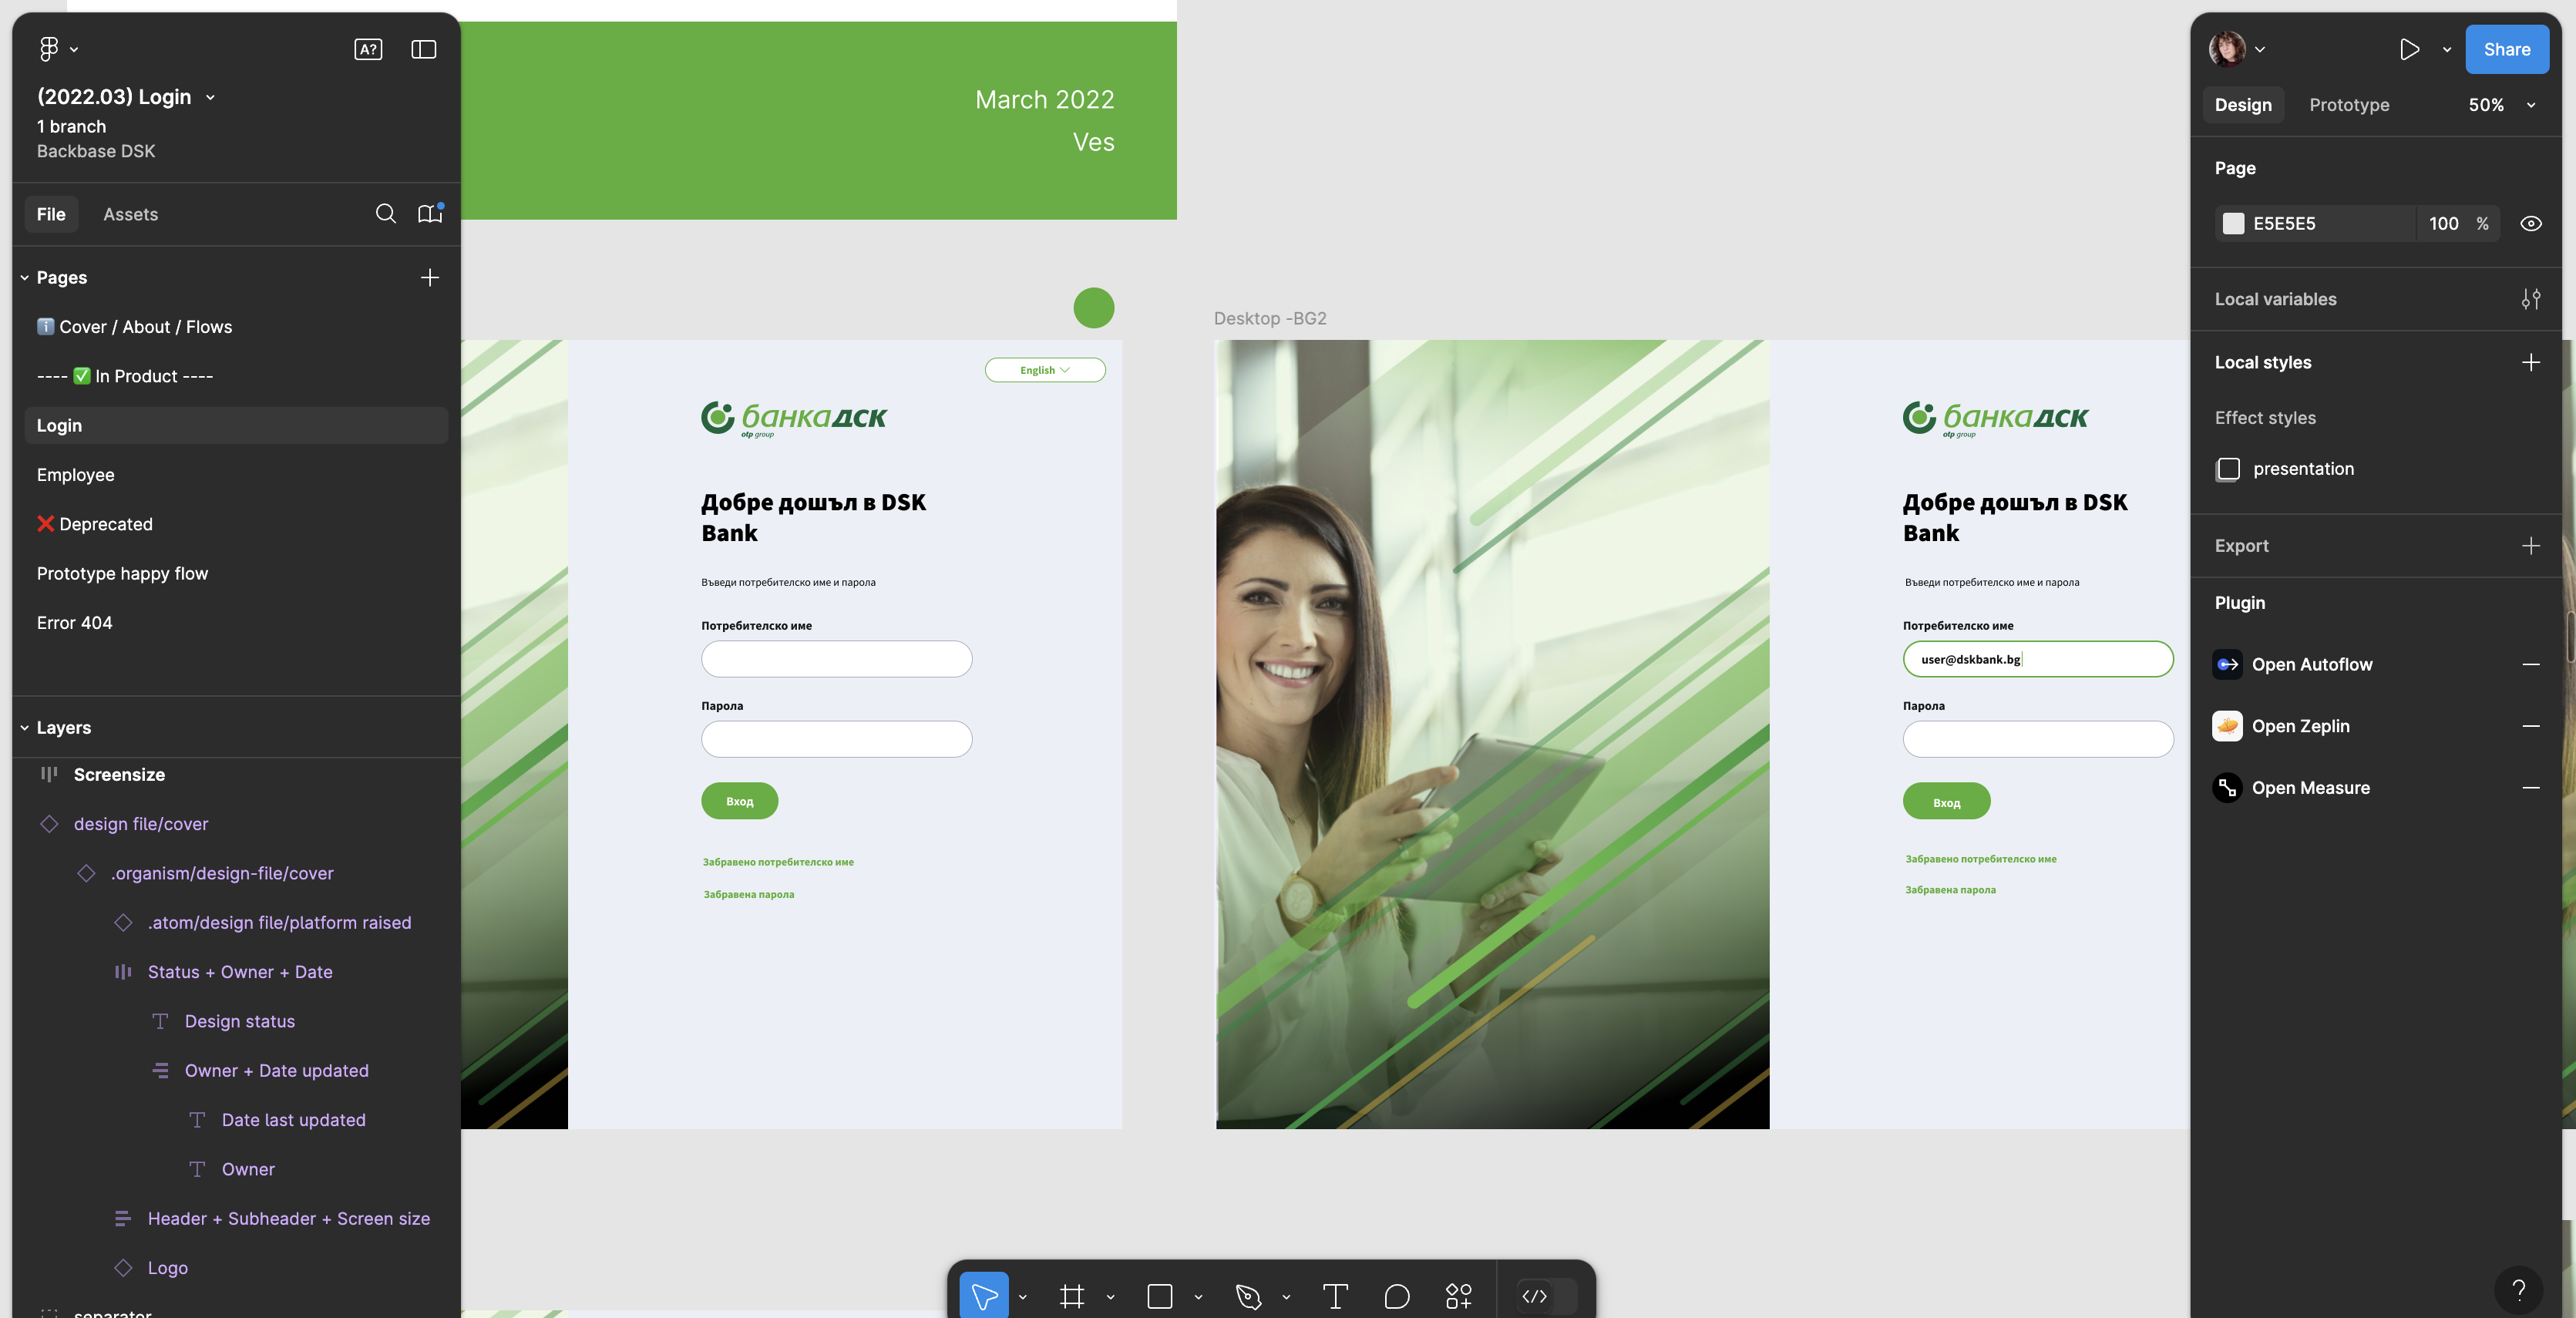 A?
(2022.03) Login
1 branch
Backbase DSK
File
Assets
Pages
Cover / About / Flows
---- ✅ In Product ----
Login
Employee
❌ Deprecated
Prototype happy flow
Error 404
Layers
Screensize
design file/cover
.organism/design-file/cover
.atom/design file/platform raised
Status + Owner + Date
Design status
Owner + Date updated
Date last updated
Owner
Header + Subheader + Screen size
Logo
separator
March 2022
Ves
English
банкадск
otp group
Добре дошъл в DSK
Bank
Въведи потребителско име и парола
Потребителско име
Парола
Вход
Забравено потребителско име
Забравена парола
Desktop -BG2
банкадск
otp group
Добре дошъл в DSK
Bank
Въведи потребителско име и парола
Потребителско име
user@dskbank.bg
Парола
Вход
Забравено потребителско име
Забравена парола
Share
Design
Prototype
50%
Page
E5E5E5
100 %
Local variables
Local styles
Effect styles
presentation
Export
Plugin
Open Autoflow
Open Zeplin
Open Measure
?